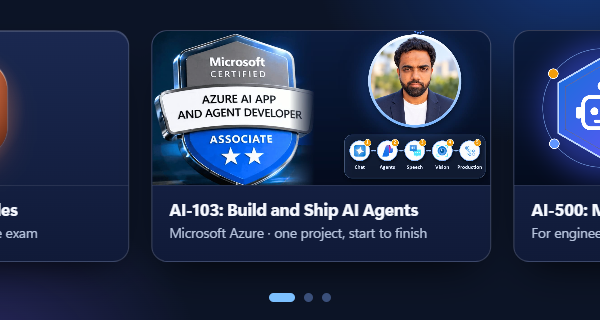 Microsoft
CERTIFIED
AZURE AI APP
AND AGENT DEVELOPER
ASSOCIATE
Chat
Agents
Speech
Vision
Production
les
e exam
AI-103: Build and Ship AI Agents
Microsoft Azure · one project, start to finish
AI-500: M
For enginee